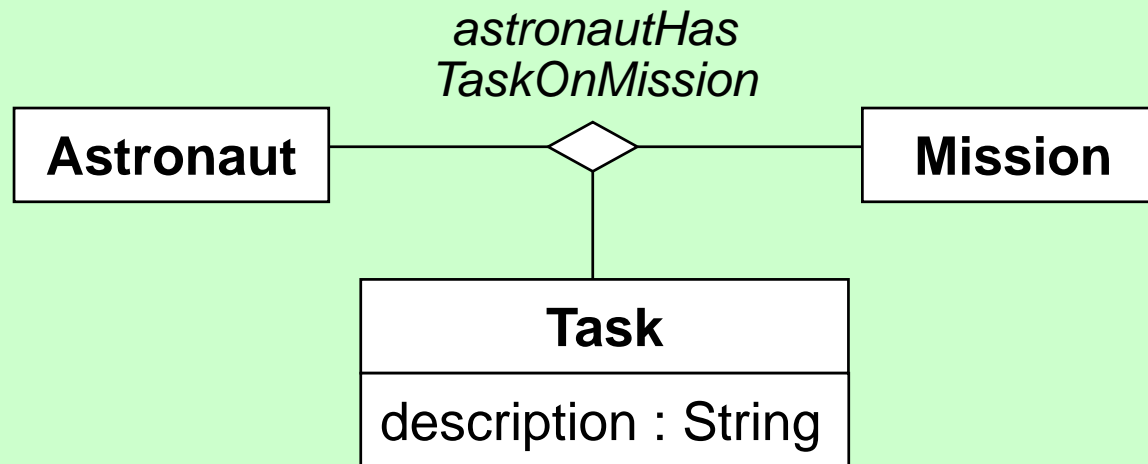 astronautHas
TaskOnMission
Astronaut
Mission
Task
description : String